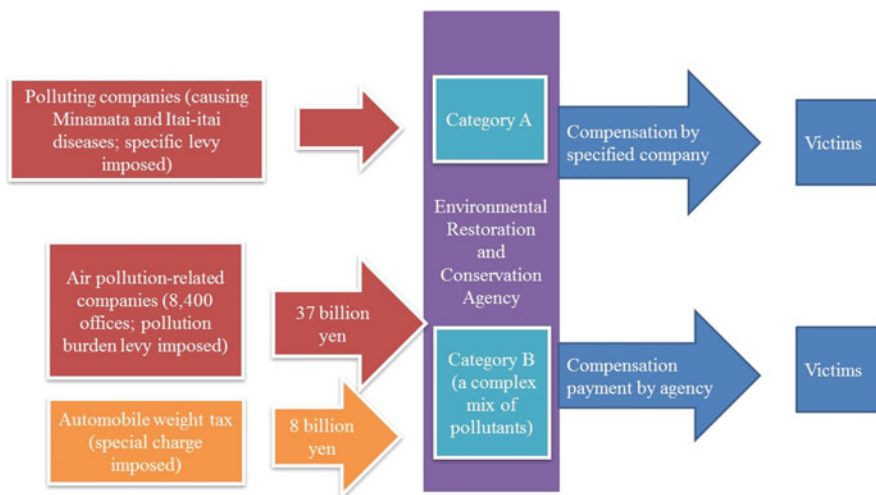 Polluting companies (causing
Minamata and Itai-itai
diseases; specific levy
imposed)
Category A
Compensation by
specified company
Victims
Environmental
Restoration
and
Conservation
Agency
Air pollution-related
companies (8,400
offices; pollution
burden levy imposed)
37 billion
yen
Category B
(a complex
mix of
pollutants)
Compensation
payment by agency
Victims
Automobile weight tax
(special charge
imposed)
8 billion
yen